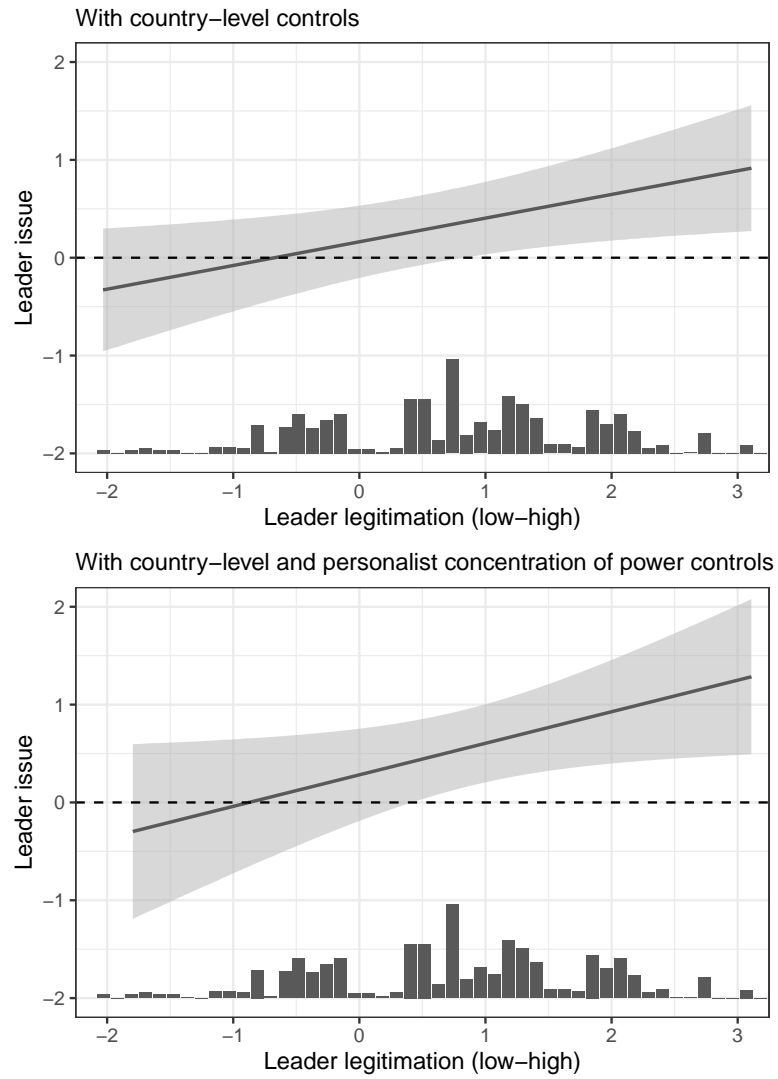 With country−level controls
2
1
0
−1
−2
Leader issue
−2 −1 0 1 2 3
Leader legitimation (low−high)
With country−level and personalist concentration of power controls
2
1
0
−1
−2
Leader issue
−2 −1 0 1 2 3
Leader legitimation (low−high)